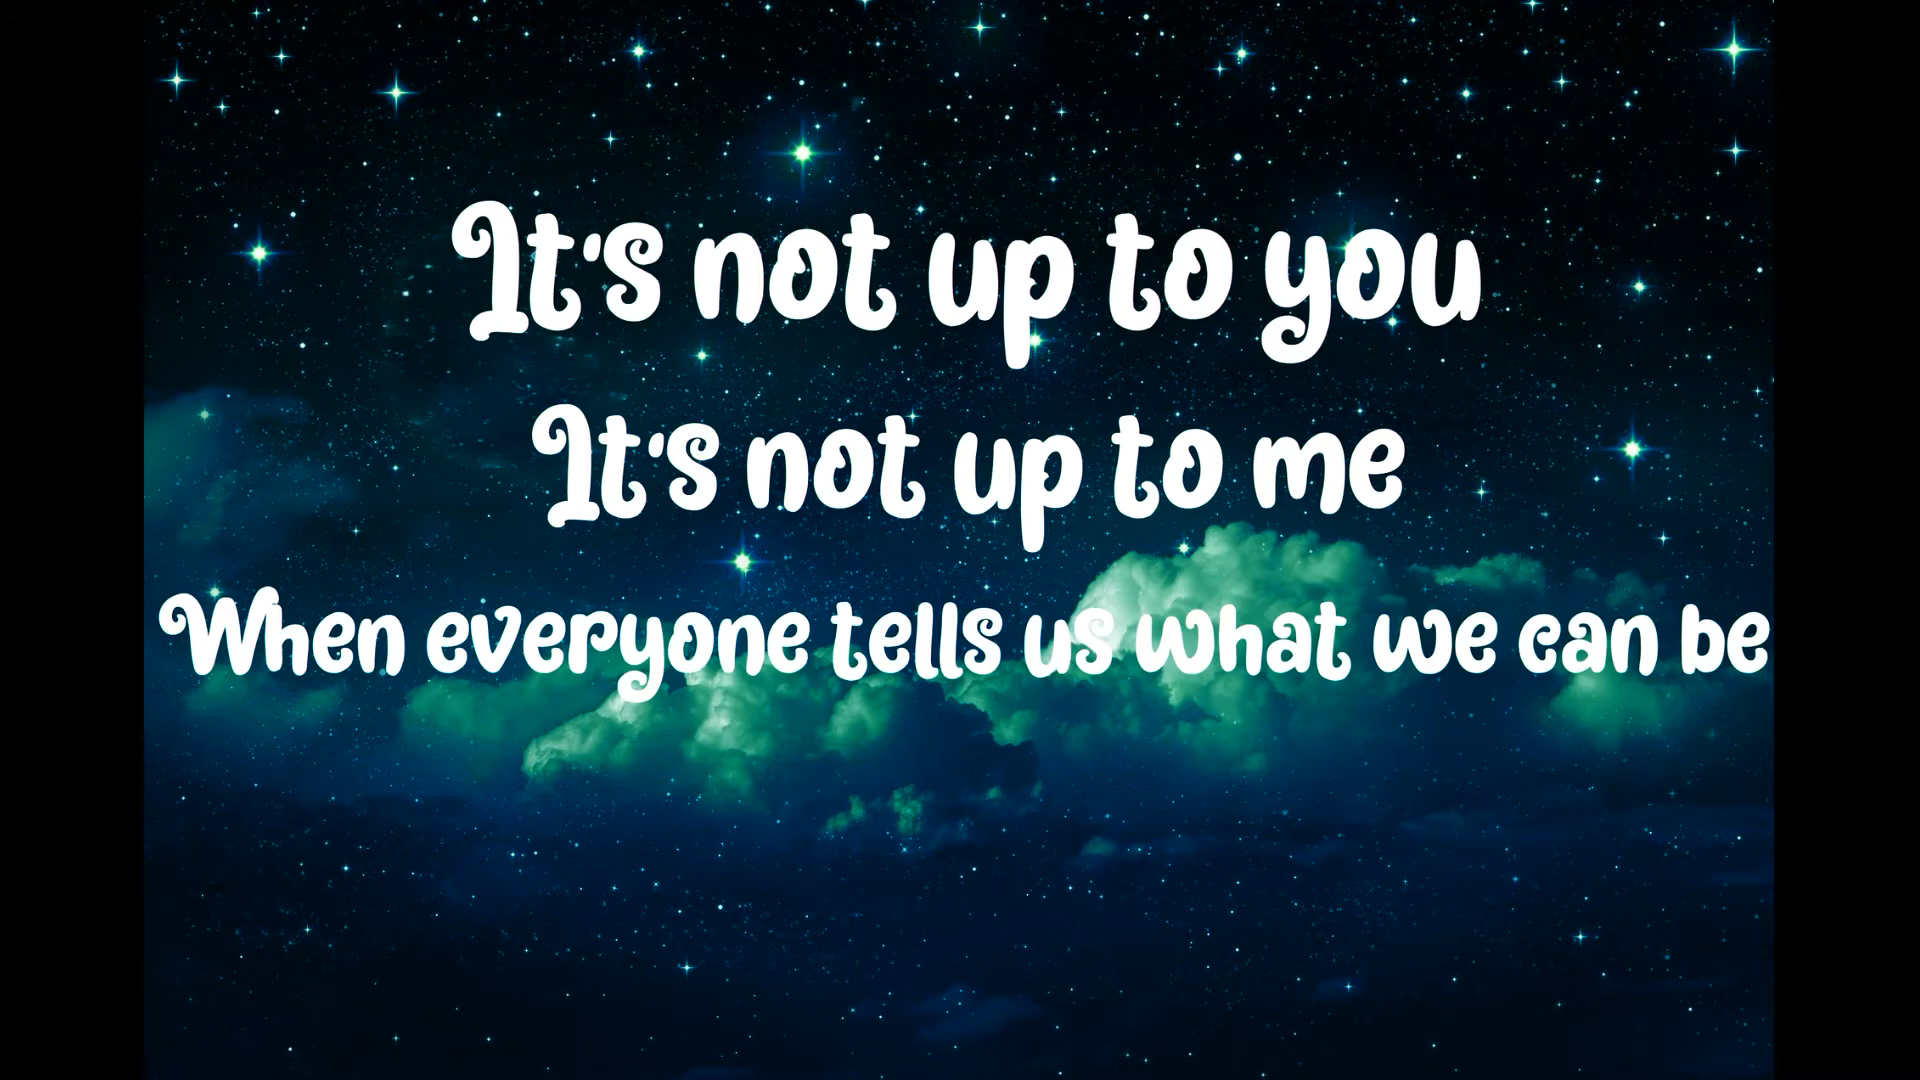 It's not up to you
It's not up to me
When everyone tells us what we can be